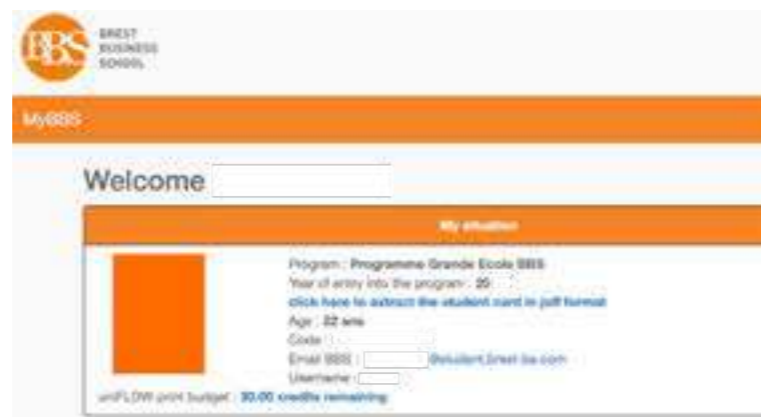 BBS BREST
BUSINESS
SCHOOL
MyBBS
Welcome
My situation
Program : Programme Grande Ecole BBS
Year of entry into the program : 20
click here to extract the student card in pdf format
Age : 22 ans
Code :
Email BBS : @student.brest-bs.com
Username :
uniFLOW print budget : 30.00 credits remaining